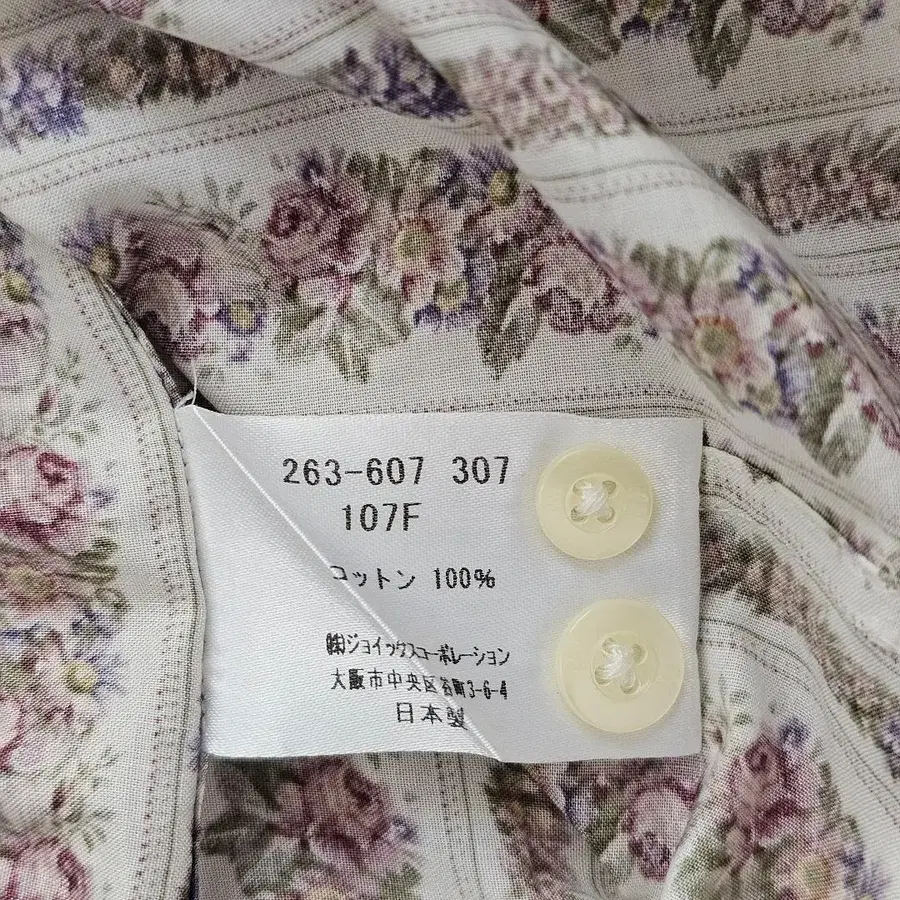 263-607 307
107F
コットン 100%
㈱ジョイックスコーポレーション
大阪市中央区谷町3-6-4
日本製